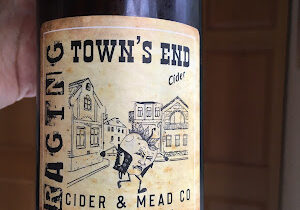 RAGING
TOWN'S END
Cider
CIDER & MEAD CO